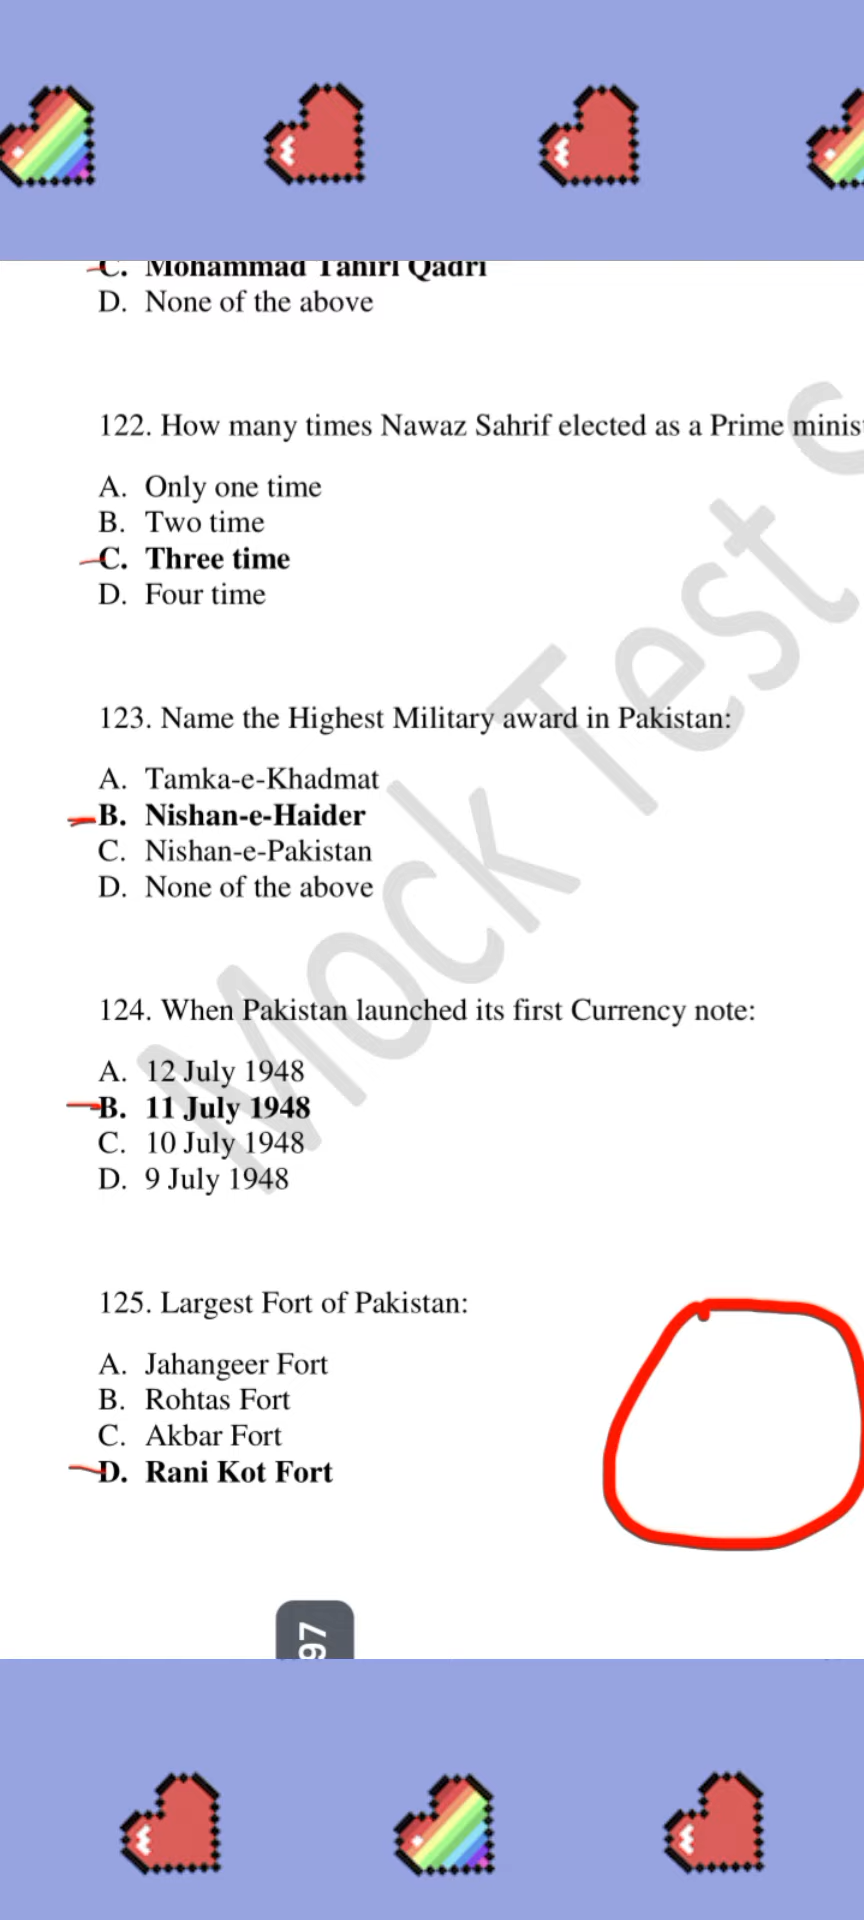 C. Mohammad Tahiri Qadri
D. None of the above
122. How many times Nawaz Sahrif elected as a Prime minis
A. Only one time
B. Two time
C. Three time
D. Four time
123. Name the Highest Military award in Pakistan:
A. Tamka-e-Khadmat
B. Nishan-e-Haider
C. Nishan-e-Pakistan
D. None of the above
124. When Pakistan launched its first Currency note:
A. 12 July 1948
B. 11 July 1948
C. 10 July 1948
D. 9 July 1948
125. Largest Fort of Pakistan:
A. Jahangeer Fort
B. Rohtas Fort
C. Akbar Fort
D. Rani Kot Fort
Mock Test S
97